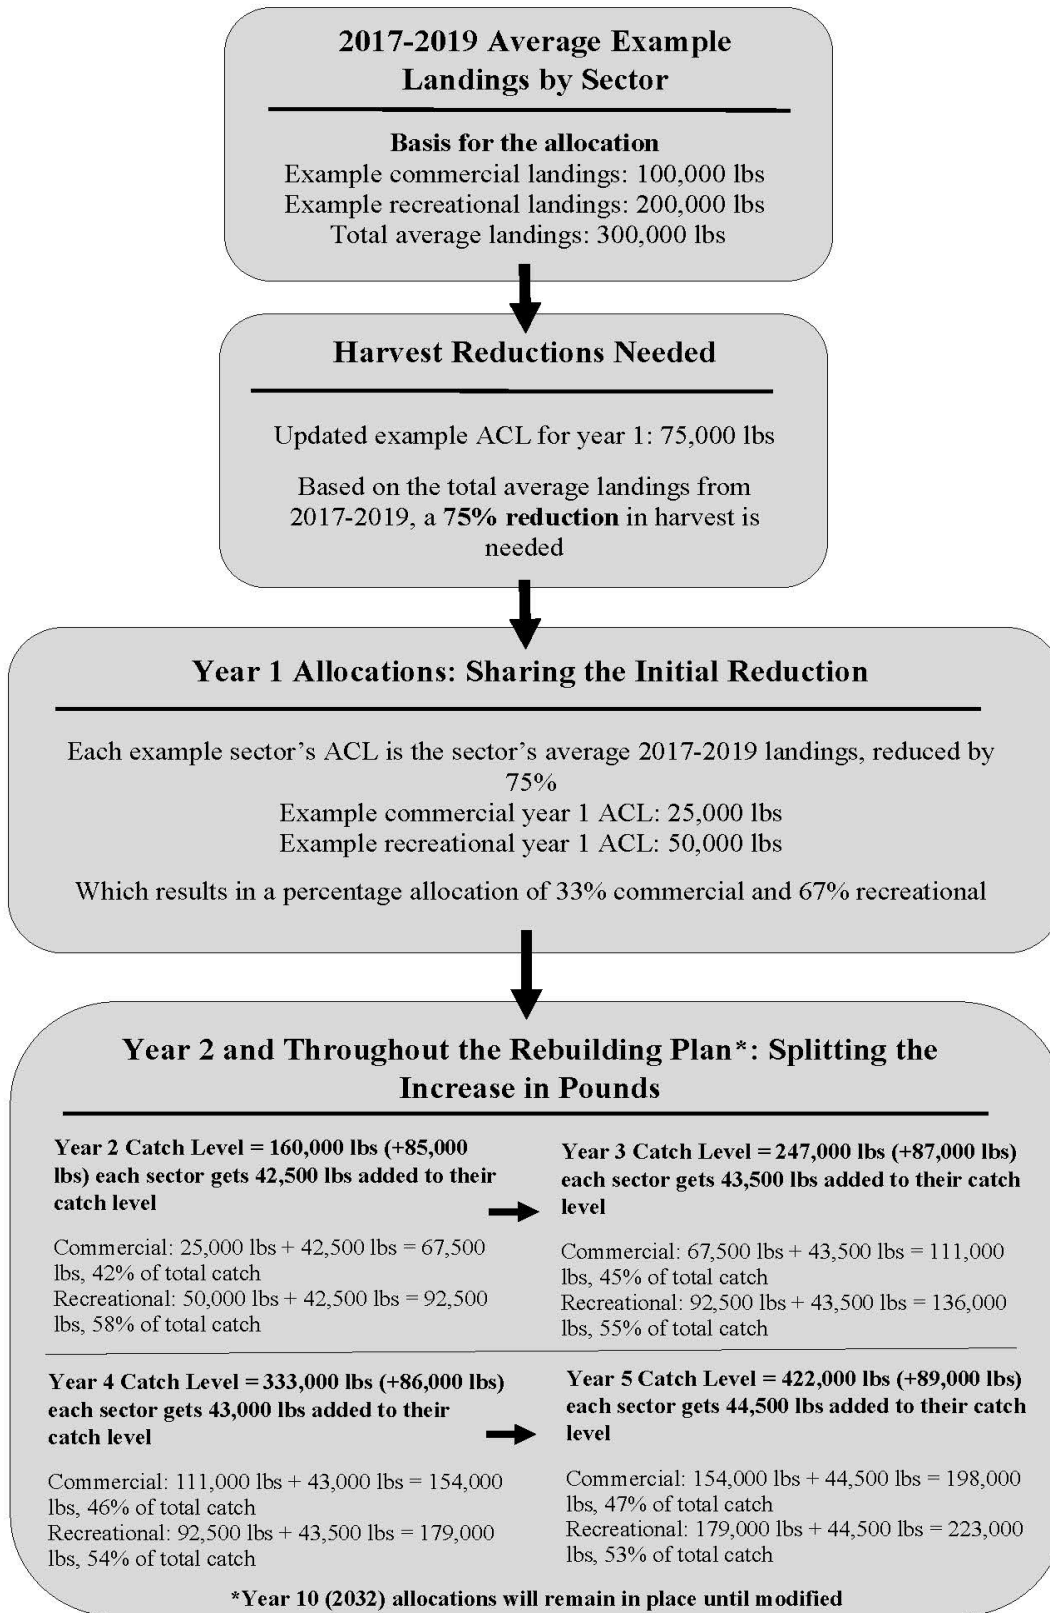 2017-2019 Average Example
Landings by Sector
Basis for the allocation
Example commercial landings: 100,000 lbs
Example recreational landings: 200,000 lbs
Total average landings: 300,000 lbs
Harvest Reductions Needed
Updated example ACL for year 1: 75,000 lbs
Based on the total average landings from
2017-2019, a 75% reduction in harvest is
needed
Year 1 Allocations: Sharing the Initial Reduction
Each example sector's ACL is the sector's average 2017-2019 landings, reduced by
75%
Example commercial year 1 ACL: 25,000 lbs
Example recreational year 1 ACL: 50,000 lbs
Which results in a percentage allocation of 33% commercial and 67% recreational
Year 2 and Throughout the Rebuilding Plan*: Splitting the
Increase in Pounds
Year 2 Catch Level = 160,000 lbs (+85,000
lbs) each sector gets 42,500 lbs added to their
catch level
Commercial: 25,000 lbs + 42,500 lbs = 67,500
lbs, 42% of total catch
Recreational: 50,000 lbs + 42,500 lbs = 92,500
lbs, 58% of total catch
Year 3 Catch Level = 247,000 lbs (+87,000 lbs)
each sector gets 43,500 lbs added to their catch
level
Commercial: 67,500 lbs + 43,500 lbs = 111,000
lbs, 45% of total catch
Recreational: 92,500 lbs + 43,500 lbs = 136,000
lbs, 55% of total catch
Year 4 Catch Level = 333,000 lbs (+86,000 lbs)
each sector gets 43,000 lbs added to their
catch level
Commercial: 111,000 lbs + 43,000 lbs = 154,000
lbs, 46% of total catch
Recreational: 92,500 lbs + 43,500 lbs = 179,000
lbs, 54% of total catch
Year 5 Catch Level = 422,000 lbs (+89,000 lbs)
each sector gets 44,500 lbs added to their catch
level
Commercial: 154,000 lbs + 44,500 lbs = 198,000
lbs, 47% of total catch
Recreational: 179,000 lbs + 44,500 lbs = 223,000
lbs, 53% of total catch
*Year 10 (2032) allocations will remain in place until modified